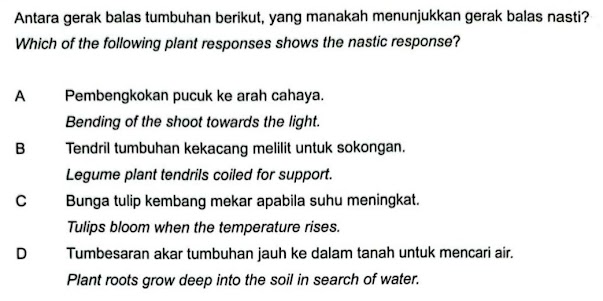 Antara gerak balas tumbuhan berikut, yang manakah menunjukkan gerak balas nasti?
Which of the following plant responses shows the nastic response?
A Pembengkokan pucuk ke arah cahaya.
Bending of the shoot towards the light.
B Tendril tumbuhan kekacang melilit untuk sokongan.
Legume plant tendrils coiled for support.
C Bunga tulip kembang mekar apabila suhu meningkat.
Tulips bloom when the temperature rises.
D Tumbesaran akar tumbuhan jauh ke dalam tanah untuk mencari air.
Plant roots grow deep into the soil in search of water.